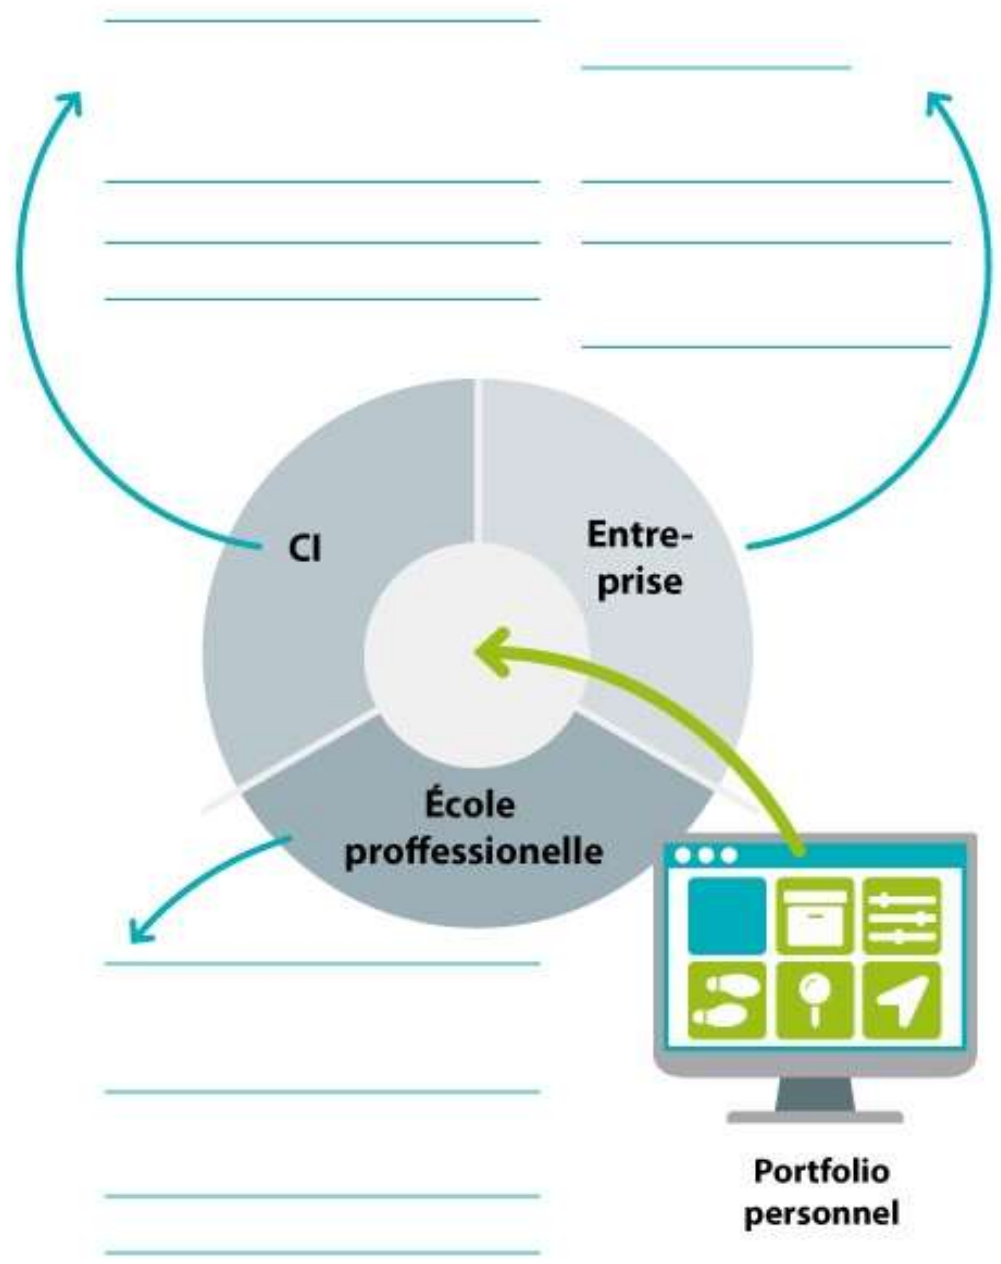 CI
Entre-
prise
École
proffessionelle
Portfolio
personnel